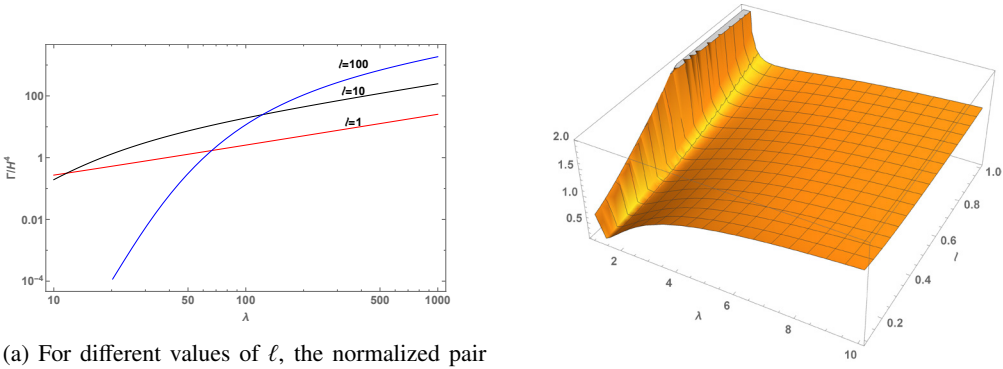 100
1
0.01
10⁻⁴
Γ/H⁴
l=100
l=10
l=1
10
50
100
500
1000
λ
2.0
1.5
1.0
0.5
2
4
6
8
10
λ
0.2
0.4
0.6
0.8
1.0
l
(a) For different values of ℓ, the normalized pair